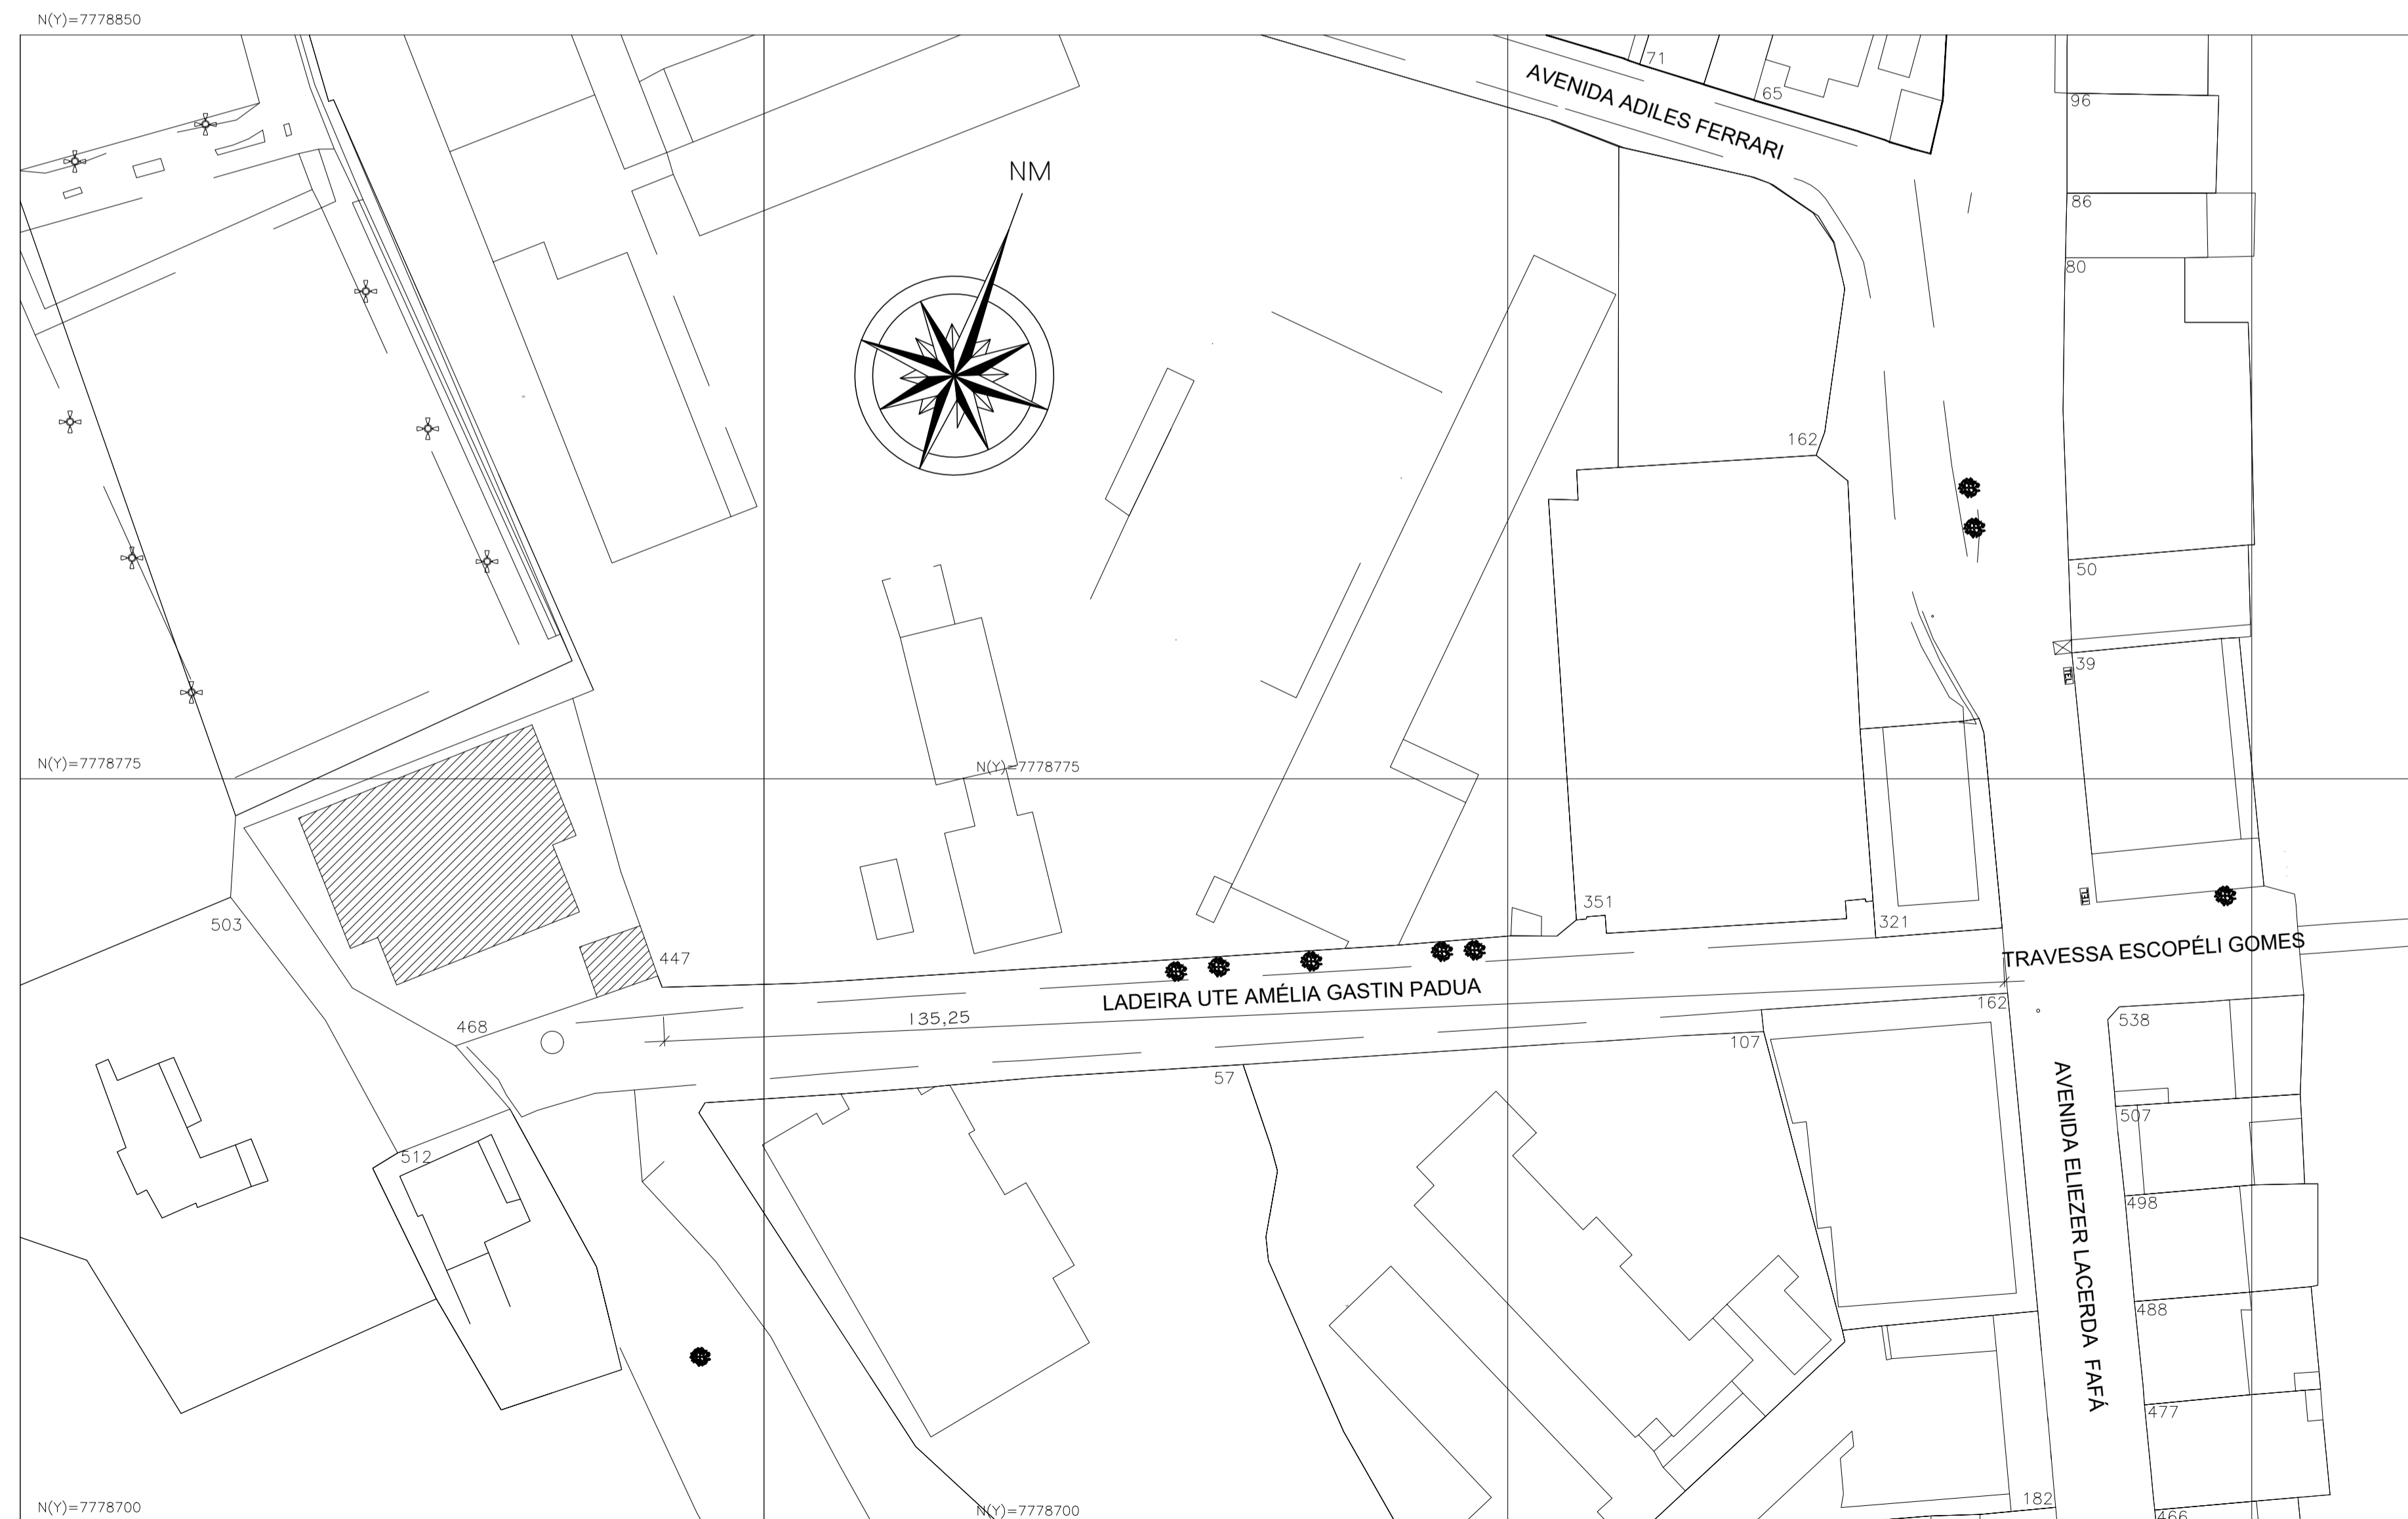 N(Y)=7778850
71
AVENIDA ADILES FERRARI
65
96
NM
86
80
162
50
39
TEL
N(Y)=7778775
N(Y)=7778775
TEL
351
321
503
447
TRAVESSA ESCOPÉLI GOMES
LADEIRA UTE AMÉLIA GASTIN PADUA
468
135,25
162
538
107
57
AVENIDA ELIEZER LACERDA FAFÁ
507
512
498
488
477
182
N(Y)=7778700
N(Y)=7778700
466